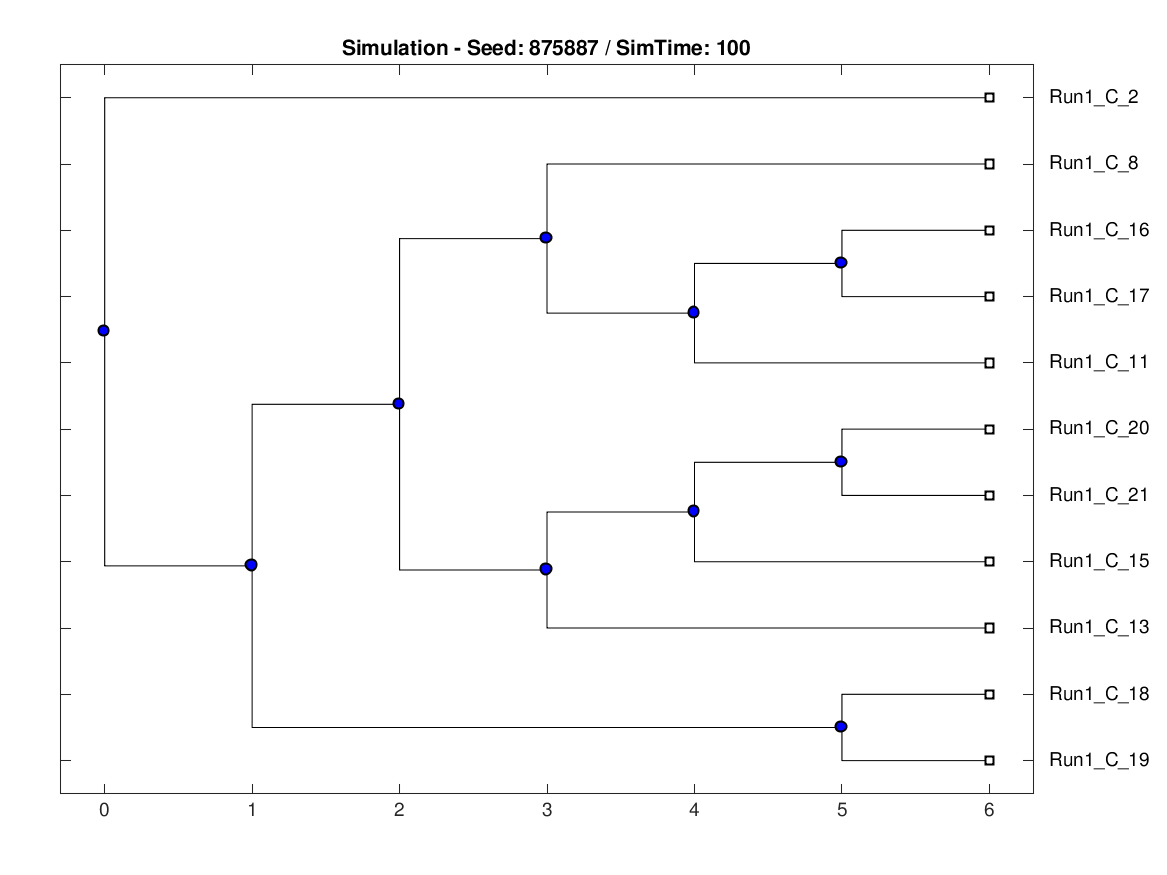 Simulation - Seed: 875887 / SimTime: 100
Run1_C_2
Run1_C_8
Run1_C_16
Run1_C_17
Run1_C_11
Run1_C_20
Run1_C_21
Run1_C_15
Run1_C_13
Run1_C_18
Run1_C_19
0 1 2 3 4 5 6